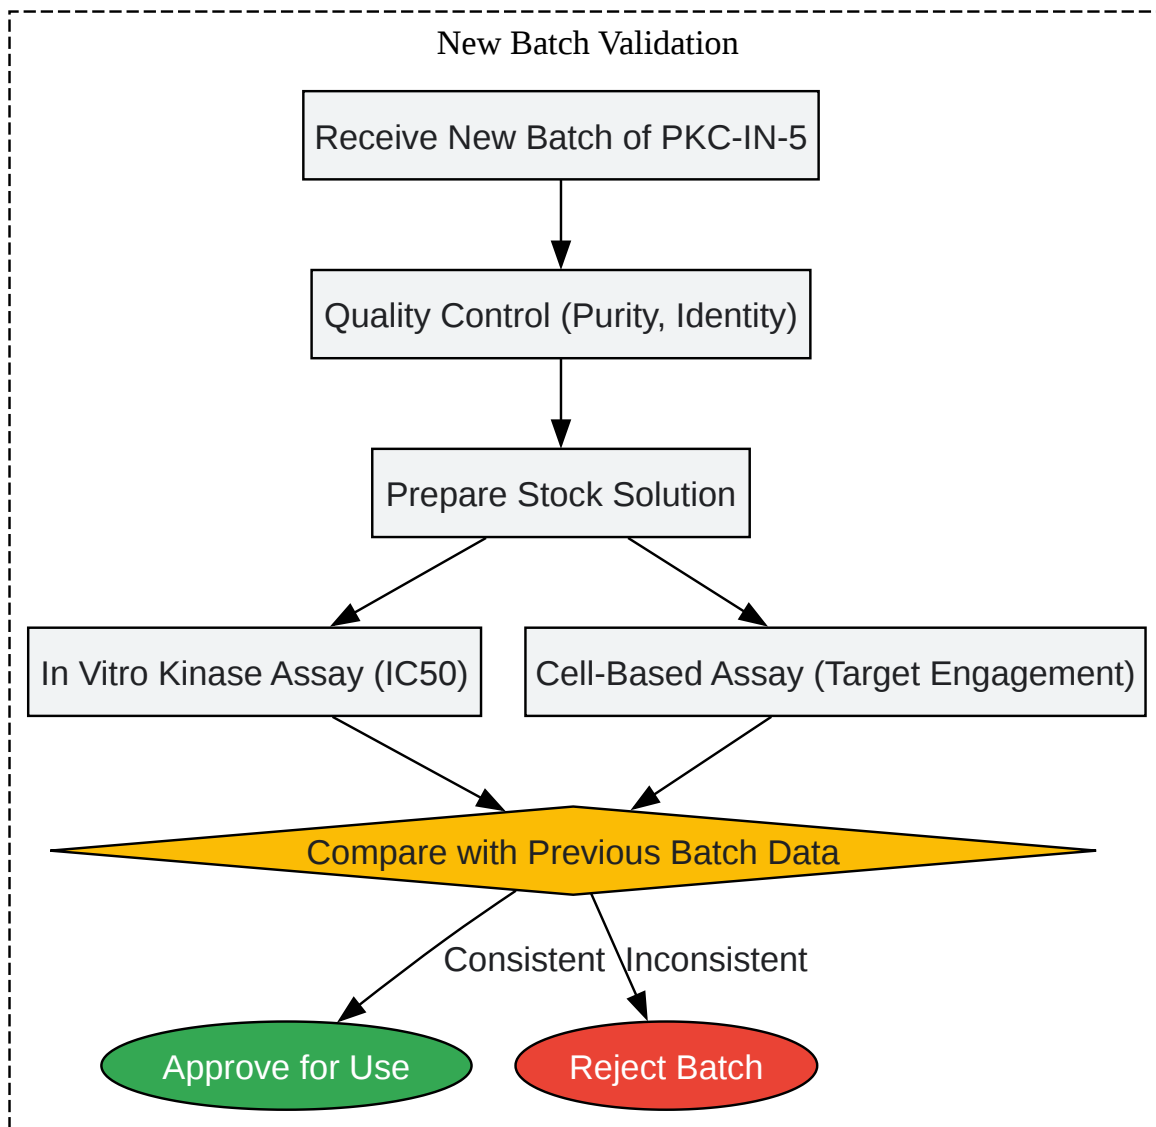 New Batch Validation
Receive New Batch of PKC-IN-5
Quality Control (Purity, Identity)
Prepare Stock Solution
In Vitro Kinase Assay (IC50)
Cell-Based Assay (Target Engagement)
Compare with Previous Batch Data
Consistent
Inconsistent
Approve for Use
Reject Batch